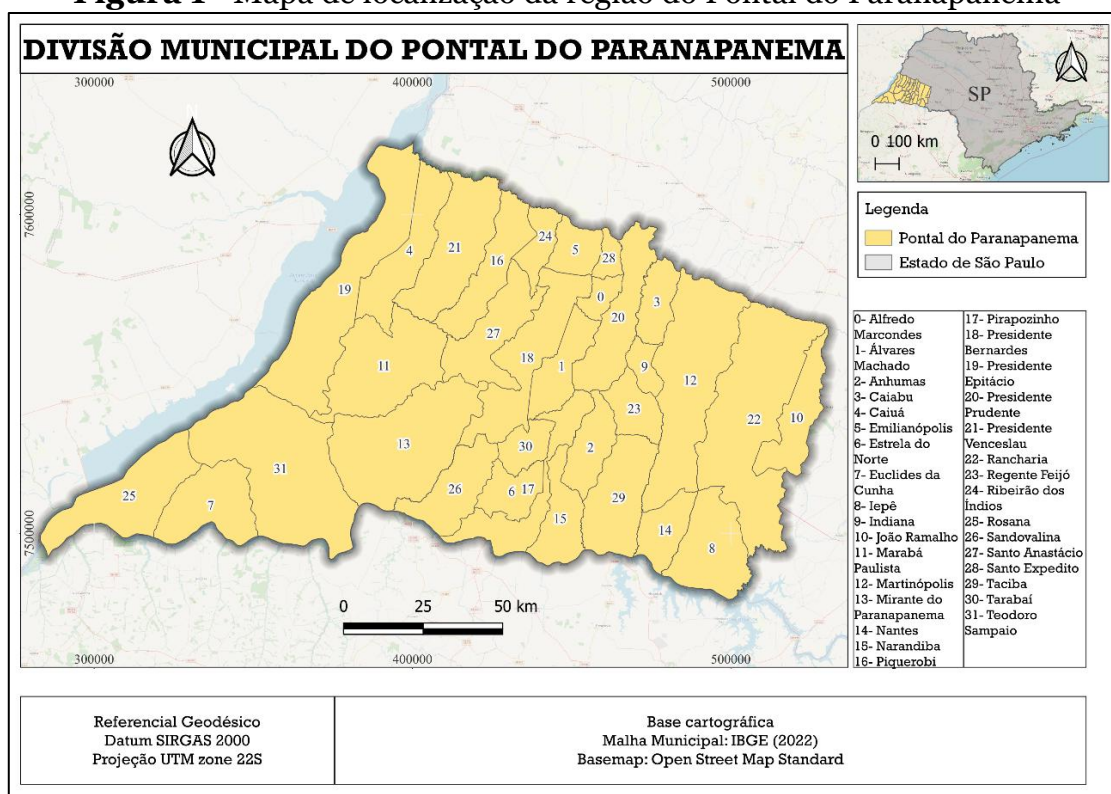 Figura 1 - Mapa de localização da região do Pontal do Paranapanema
DIVISÃO MUNICIPAL DO PONTAL DO PARANAPANEMA
300000
400000
500000
7600000
7500000
N
4
21
16
24
5
28
0
3
20
19
27
11
18
1
9
12
23
22
10
13
30
2
31
26
6
17
29
25
7
15
14
8
0 25 50 km
300000
400000
500000
SP
0 100 km
Legenda
Pontal do Paranapanema
Estado de São Paulo
0- Alfredo
Marcondes
1- Álvares
Machado
2- Anhumas
3- Caiabu
4- Caiuá
5- Emilianópolis
6- Estrela do
Norte
7- Euclides da
Cunha
8- Iepê
9- Indiana
10- João Ramalho
11- Marabá
Paulista
12- Martinópolis
13- Mirante do
Paranapanema
14- Nantes
15- Narandiba
16- Piquerobi
17- Pirapozinho
18- Presidente
Bernardes
19- Presidente
Epitácio
20- Presidente
Prudente
21- Presidente
Venceslau
22- Rancharia
23- Regente Feijó
24- Ribeirão dos
Índios
25- Rosana
26- Sandovalina
27- Santo Anastácio
28- Santo Expedito
29- Taciba
30- Tarabaí
31- Teodoro
Sampaio
Referencial Geodésico
Datum SIRGAS 2000
Projeção UTM zone 22S
Base cartográfica
Malha Municipal: IBGE (2022)
Basemap: Open Street Map Standard